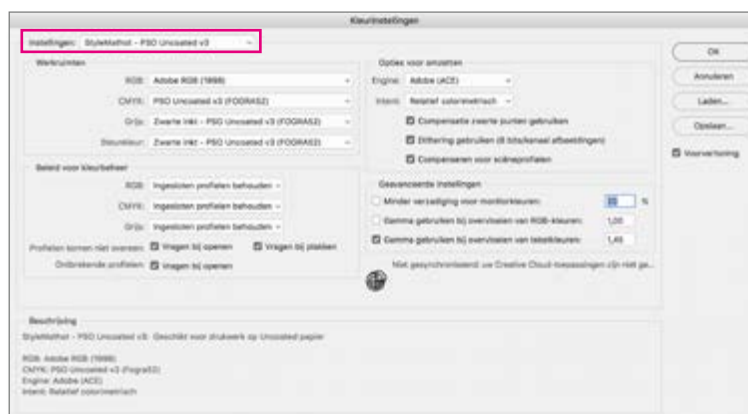 Kleurinstellingen
Instellingen: StyleMathot - PSO Uncoated v3
Werkruimten
RGB: Adobe RGB (1998)
CMYK: PSO Uncoated v3 (FOGRA52)
Grijs: Zwarte inkt - PSO Uncoated v3 (FOGRA52)
Steunkleur: Zwarte inkt - PSO Uncoated v3 (FOGRA52)
Beleid voor kleurbeheer
RGB: Ingesloten profielen behouden
CMYK: Ingesloten profielen behouden
Grijs: Ingesloten profielen behouden
Profielen komen niet overeen: Vragen bij openen Vragen bij plakken
Ontbrekende profielen: Vragen bij openen
Opties voor omzetten
Engine: Adobe (ACE)
Intent: Relatief colorimetrisch
Compensatie zwarte punten gebruiken
Dithering gebruiken (8 bits/kanaal afbeeldingen)
Compenseren voor scèneprofielen
Geavanceerde instellingen
Minder verzadiging voor monitorkleuren: 20 %
Gamma gebruiken bij overvloeien van RGB-kleuren: 1,00
Gamma gebruiken bij overvloeien van tekstkleuren: 1,45
Niet gesynchroniseerd: uw Creative Cloud-toepassingen zijn niet ge...
OK
Annuleren
Laden...
Opslaan...
Voorvertoning
Beschrijving
StyleMathot - PSO Uncoated v3: Geschikt voor drukwerk op Uncoated papier
RGB: Adobe RGB (1998)
CMYK: PSO Uncoated v3 (Fogra52)
Engine: Adobe (ACE)
Intent: Relatief colorimetrisch